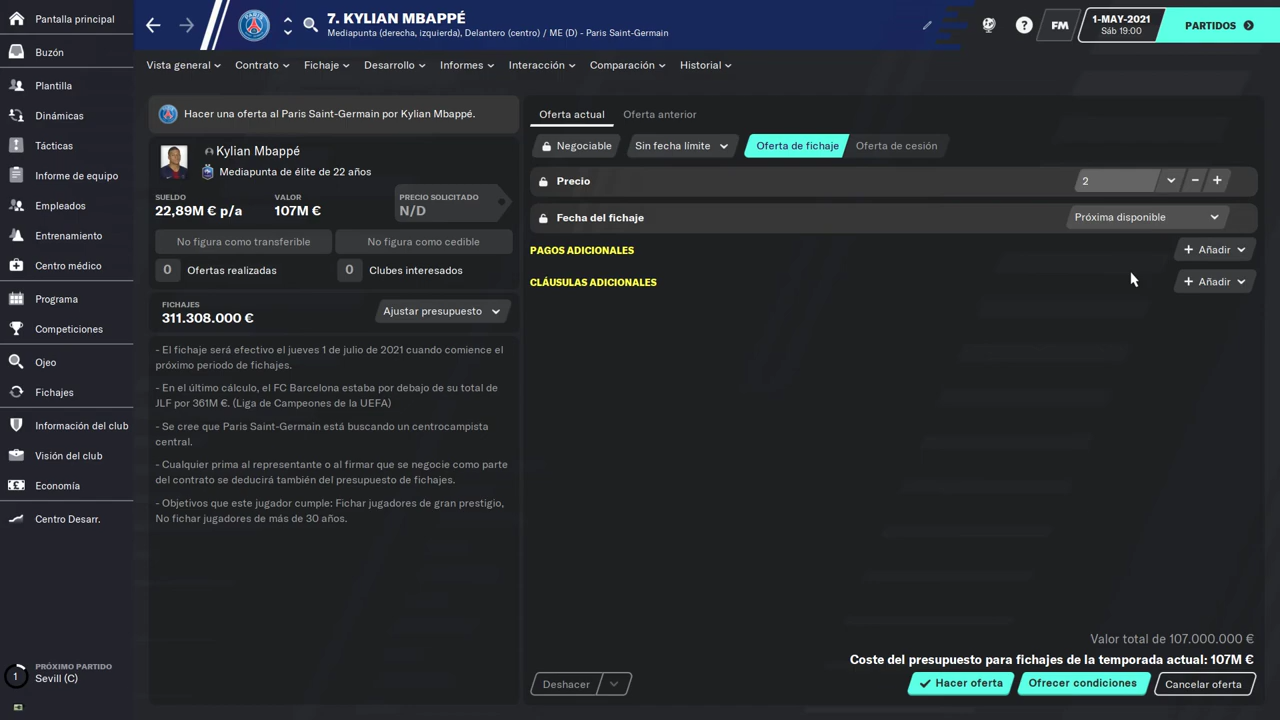 Pantalla principal
Buzón
Plantilla
Dinámicas
Tácticas
Informe de equipo
Empleados
Entrenamiento
Centro médico
Programa
Competiciones
Ojeo
Fichajes
Información del club
Visión del club
Economía
Centro Desarr.
1
PRÓXIMO PARTIDO
Sevill (C)
7. KYLIAN MBAPPÉ
Mediapunta (derecha, izquierda), Delantero (centro) / ME (D) - Paris Saint-Germain
?
FM
1-MAY-2021
Sáb 19:00
PARTIDOS
Vista general
Contrato
Fichaje
Desarrollo
Informes
Interacción
Comparación
Historial
Hacer una oferta al Paris Saint-Germain por Kylian Mbappé.
Kylian Mbappé
Mediapunta de élite de 22 años
SUELDO
22,89M € p/a
VALOR
107M €
PRECIO SOLICITADO
N/D
No figura como transferible
No figura como cedible
0 Ofertas realizadas
0 Clubes interesados
FICHAJES
311.308.000 €
Ajustar presupuesto
- El fichaje será efectivo el jueves 1 de julio de 2021 cuando comience el
próximo periodo de fichajes.
- En el último cálculo, el FC Barcelona estaba por debajo de su total de
JLF por 361M €. (Liga de Campeones de la UEFA)
- Se cree que Paris Saint-Germain está buscando un centrocampista
central.
- Cualquier prima al representante o al firmar que se negocie como parte
del contrato se deducirá también del presupuesto de fichajes.
- Objetivos que este jugador cumple: Fichar jugadores de gran prestigio,
No fichar jugadores de más de 30 años.
Oferta actual
Oferta anterior
Negociable
Sin fecha límite
Oferta de fichaje
Oferta de cesión
Precio
2
- +
Fecha del fichaje
Próxima disponible
PAGOS ADICIONALES
+ Añadir
CLÁUSULAS ADICIONALES
+ Añadir
Valor total de 107.000.000 €
Coste del presupuesto para fichajes de la temporada actual: 107M €
Deshacer
Hacer oferta
Ofrecer condiciones
Cancelar oferta